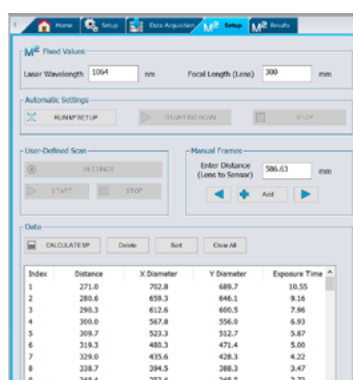 Home Setup Data Acquisition M² Setup M² Results
M² Fixed Values
Laser Wavelength 1064 nm Focal Length (Lens) 300 mm
Automatic Settings
RUN M² SETUP START M² SCAN STOP
User-Defined Scan
Manual Frames
SETTINGS
Enter Distance
(Lens to Sensor) 586.63 mm
START STOP
Add
Data
CALCULATE M² Delete Sort Clear All
Index Distance X Diameter Y Diameter Exposure Time
1 271.0 702.8 689.7 10.55
2 280.6 659.3 646.1 9.16
3 290.3 612.6 600.5 7.96
4 300.0 567.8 556.0 6.93
5 309.7 523.3 512.7 5.87
6 319.3 480.3 471.4 5.00
7 329.0 435.6 428.3 4.22
8 338.7 394.5 388.3 3.47